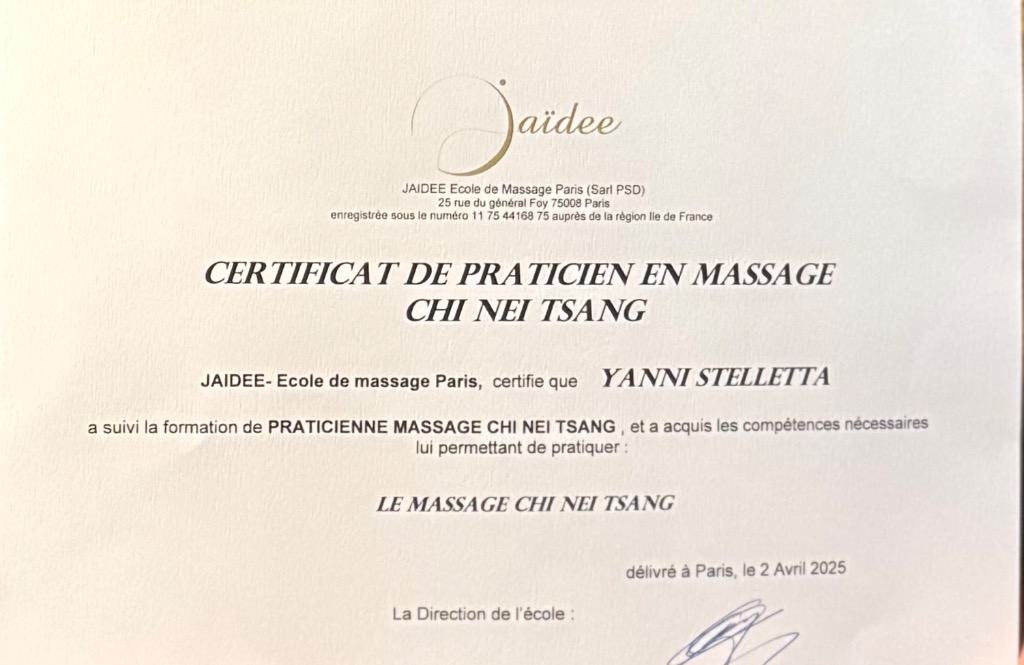 Jaïdee
JAIDEE Ecole de Massage Paris (Sarl PSD)
25 rue du général Foy 75008 Paris
enregistrée sous le numéro 11 75 44168 75 auprès de la région Ile de France
CERTIFICAT DE PRATICIEN EN MASSAGE
CHI NEI TSANG
JAIDEE- Ecole de massage Paris, certifie que YANNI STELLETTA
a suivi la formation de PRATICIENNE MASSAGE CHI NEI TSANG , et a acquis les compétences nécessaires
lui permettant de pratiquer :
LE MASSAGE CHI NEI TSANG
délivré à Paris, le 2 Avril 2025
La Direction de l'école :